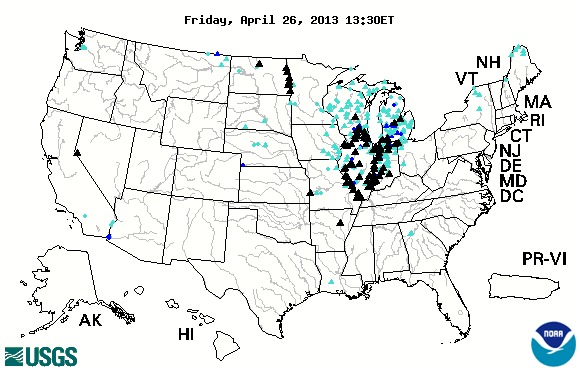 Friday, April 26, 2013 13:30ET
NH
VT
MA
RI
CT
NJ
DE
MD
DC
PR-VI
AK
HI
USGS
NOAA